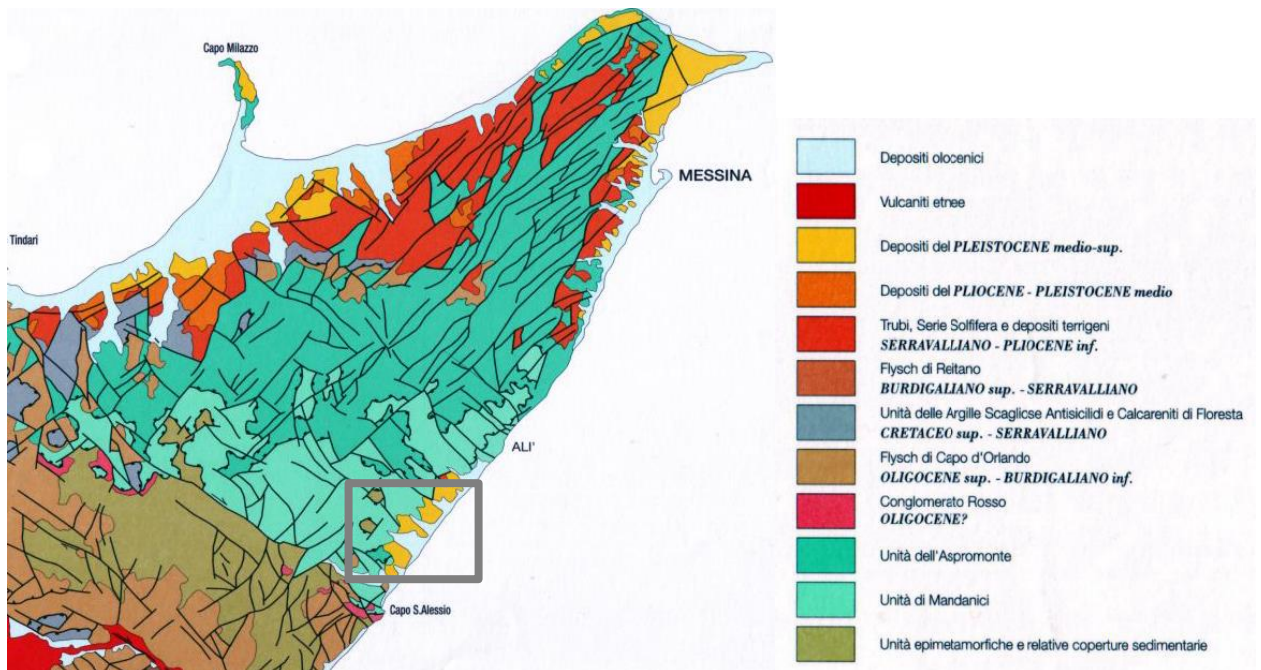 Capo Milazzo
Tindari
MESSINA
ALI'
Capo S.Alessio
Depositi olocenici
Vulcaniti etnee
Depositi del PLEISTOCENE medio-sup.
Depositi del PLIOCENE - PLEISTOCENE medio
Trubi, Serie Solfifera e depositi terrigeni
SERRAVALLIANO - PLIOCENE inf.
Flysch di Reitano
BURDIGALIANO sup. - SERRAVALLIANO
Unità delle Argille Scaglicse Antisicilidi e Calcareniti di Floresta
CRETACEO sup. - SERRAVALLIANO
Flysch di Capo d'Orlando
OLIGOCENE sup. - BURDIGALIANO inf.
Conglomerato Rosso
OLIGOCENE?
Unità dell'Aspromonte
Unità di Mandanici
Unità epimetamorfiche e relative coperture sedimentarie